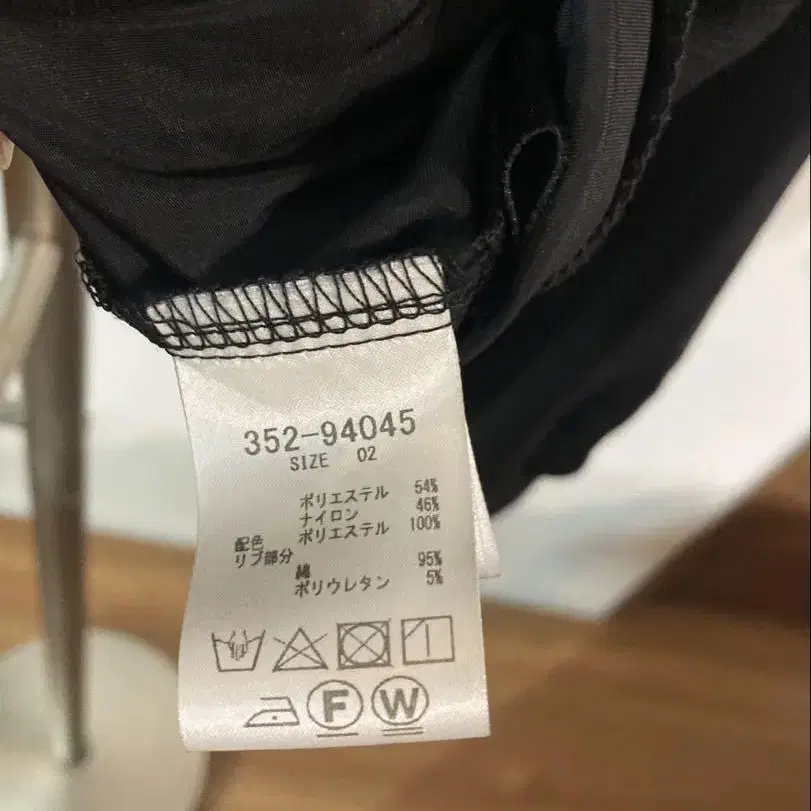 352-94045
SIZE 02
ポリエステル 54%
ナイロン 46%
配色 ポリエステル 100%
リブ部分
綿 95%
ポリウレタン 5%
F W